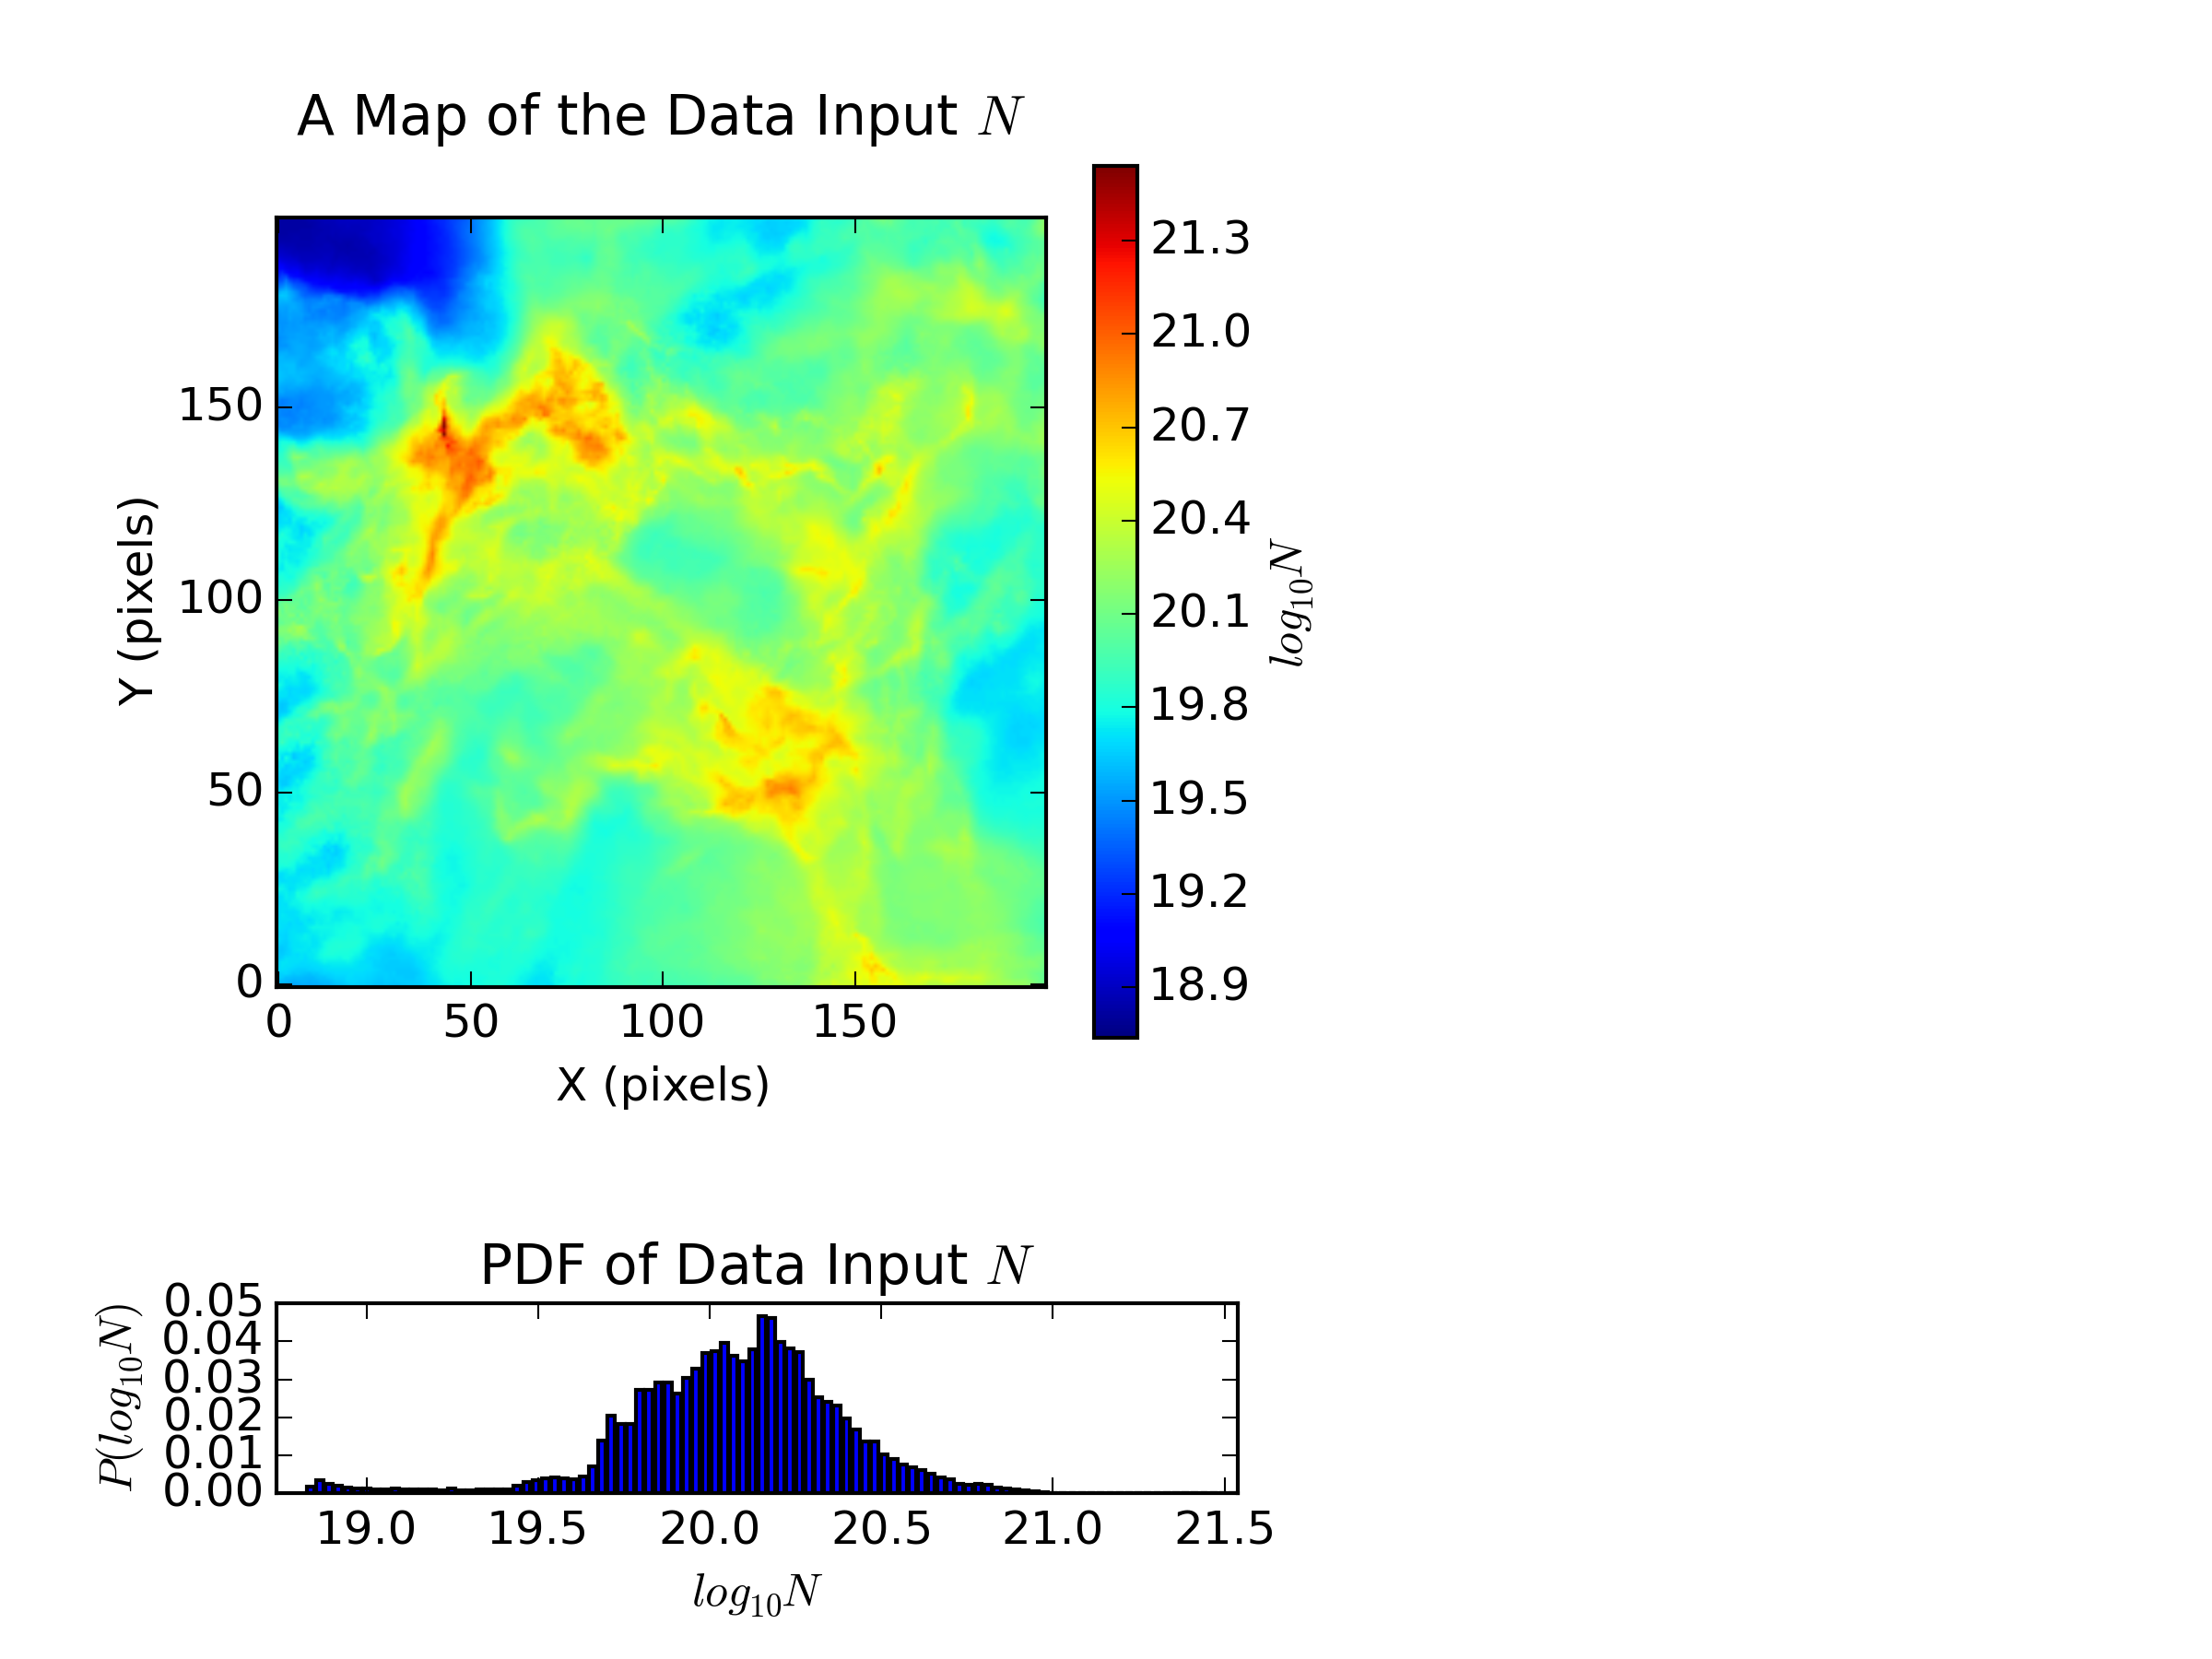 A Map of the Data Input N
21.3
21.0
20.7
20.4
20.1
19.8
19.5
19.2
18.9
log10N
150
100
50
0
Y (pixels)
0 50 100 150
X (pixels)
PDF of Data Input N
0.05
0.04
0.03
0.02
0.01
0.00
P(log10N)
19.0 19.5 20.0 20.5 21.0 21.5
log10N